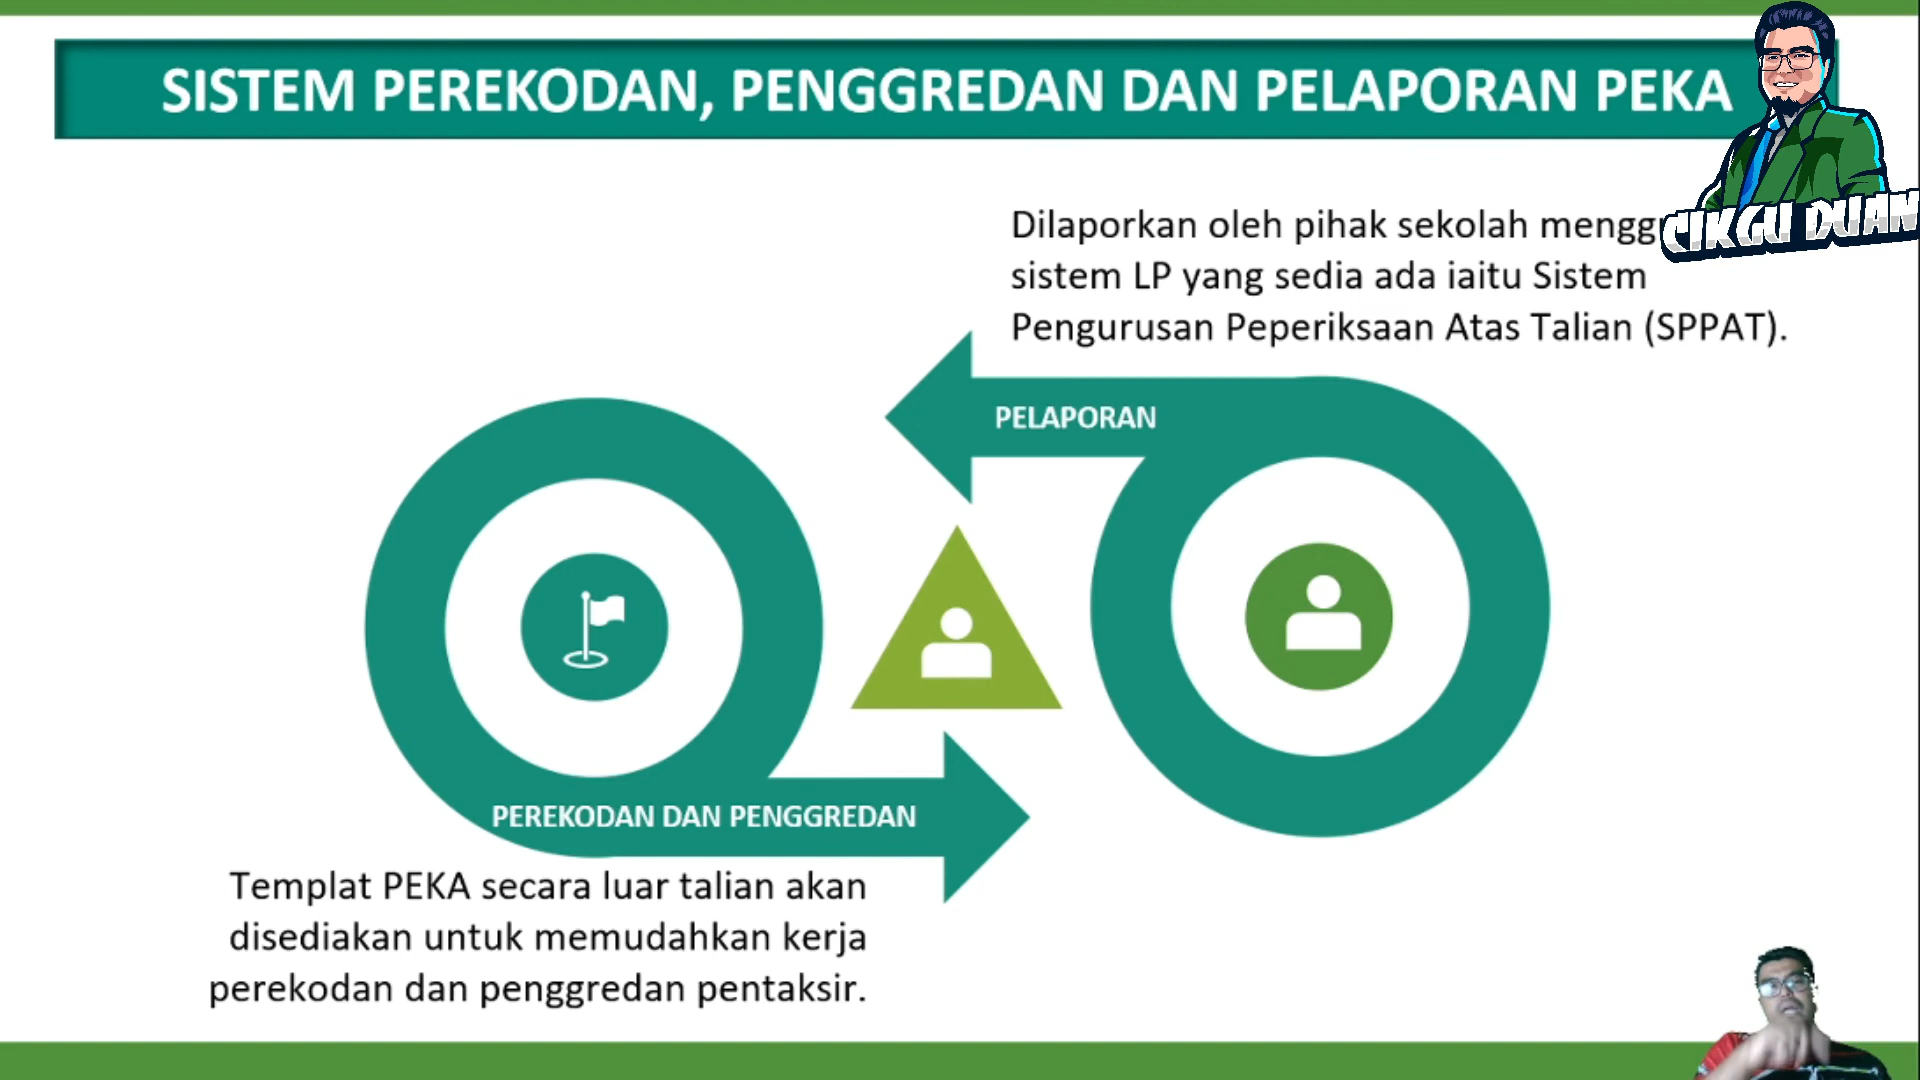 SISTEM PEREKODAN, PENGGREDAN DAN PELAPORAN PEKA
CIKGU DUAN
Dilaporkan oleh pihak sekolah
sistem LP yang sedia ada iaitu Sistem
Pengurusan Peperiksaan Atas Talian (SPPAT).
PELAPORAN
PEREKODAN DAN PENGGREDAN
Templat PEKA secara luar talian akan
disediakan untuk memudahkan kerja
perekodan dan penggredan pentaksir.